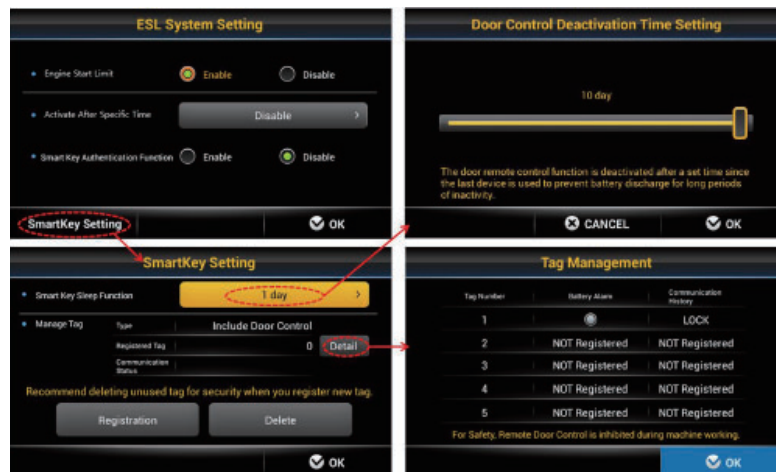 ESL System Setting
Engine Start Limit Enable Disable
Activate After Specific Time Disable
Smart Key Authentication Function Enable Disable
SmartKey Setting OK
Door Control Deactivation Time Setting
10 day
The door remote control function is deactivated after a set time since
the last device is used to prevent battery discharge for long periods
of inactivity.
CANCEL OK
SmartKey Setting
Smart Key Sleep Function 1 day
Manage Tag Type Include Door Control
Registered Tag 0 Detail
Communication
Status
Recommend deleting unused tag for security when you register new tag.
Registration Delete
OK
Tag Management
Tag Number Battery Alarm Communication
History
1 LOCK
2 NOT Registered NOT Registered
3 NOT Registered NOT Registered
4 NOT Registered NOT Registered
5 NOT Registered NOT Registered
For Safety, Remote Door Control is inhibited during machine working.
OK